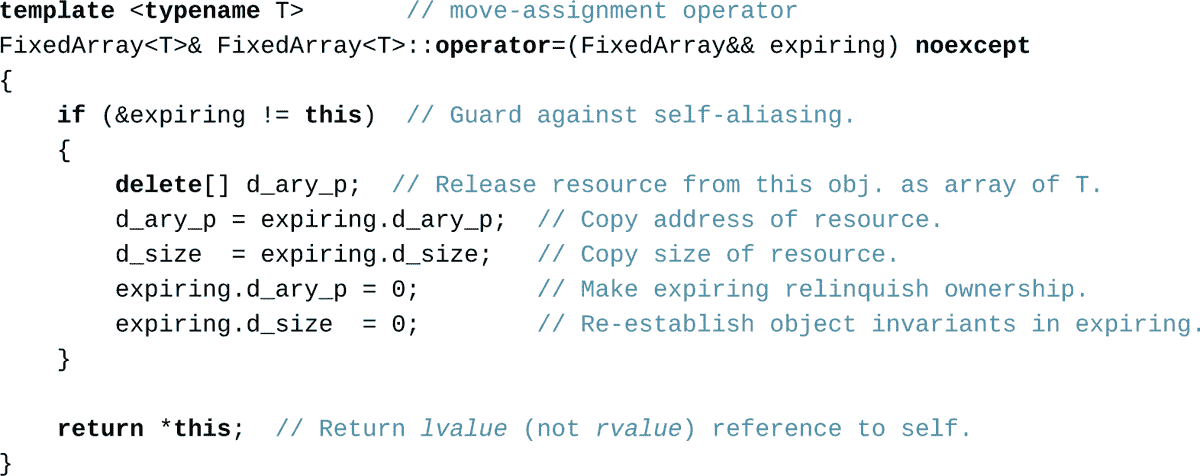 template <typename T>       // move-assignment operator
FixedArray<T>& FixedArray<T>::operator=(FixedArray&& expiring) noexcept
{
    if (&expiring != this)  // Guard against self-aliasing.
    {
        delete[] d_ary_p;  // Release resource from this obj. as array of T.
        d_ary_p = expiring.d_ary_p;  // Copy address of resource.
        d_size  = expiring.d_size;   // Copy size of resource.
        expiring.d_ary_p = 0;        // Make expiring relinquish ownership.
        expiring.d_size  = 0;        // Re-establish object invariants in expiring.
    }

    return *this;  // Return lvalue (not rvalue) reference to self.
}